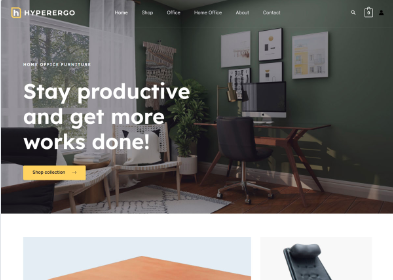 HYPERERGO
Home Shop Office Home Office About Contact
0
HOME OFFICE FURNITURE
Stay productive
and get more
works done!
Shop collection →